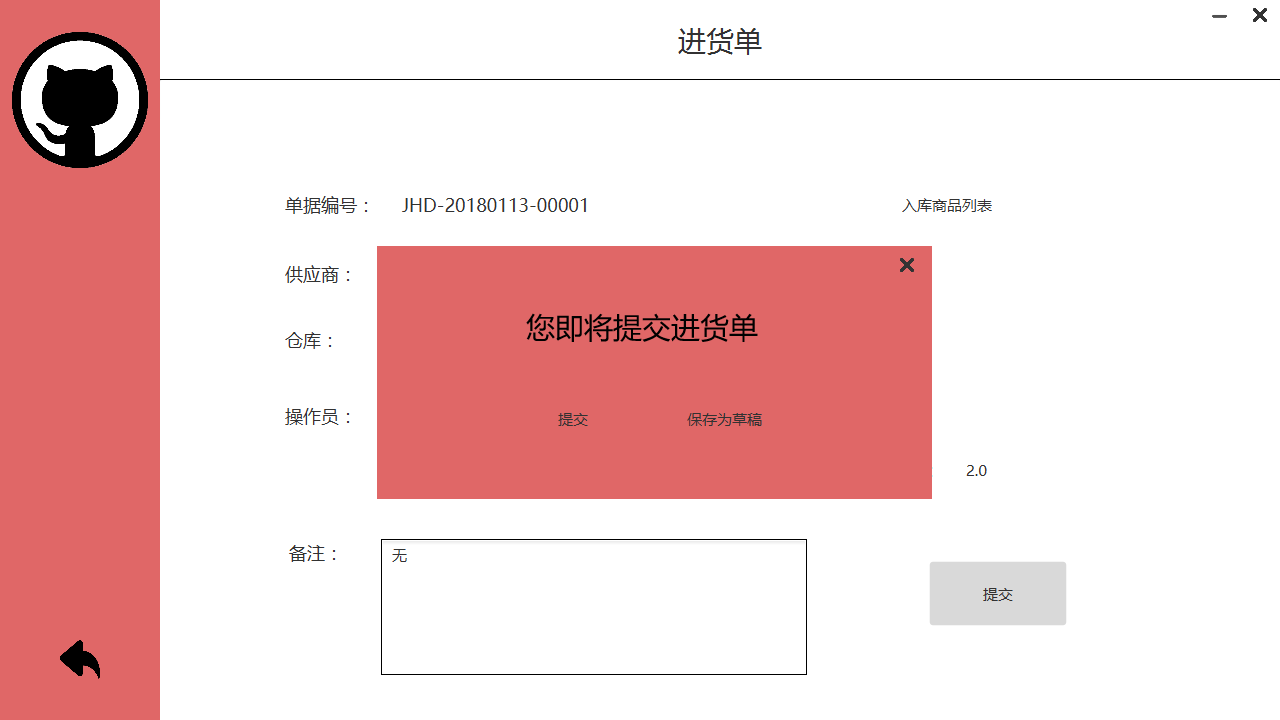 进货单
单据编号： JHD-20180113-00001 入库商品列表
供应商：
您即将提交进货单
仓库：
操作员： 提交 保存为草稿
2.0
备注： 无
提交